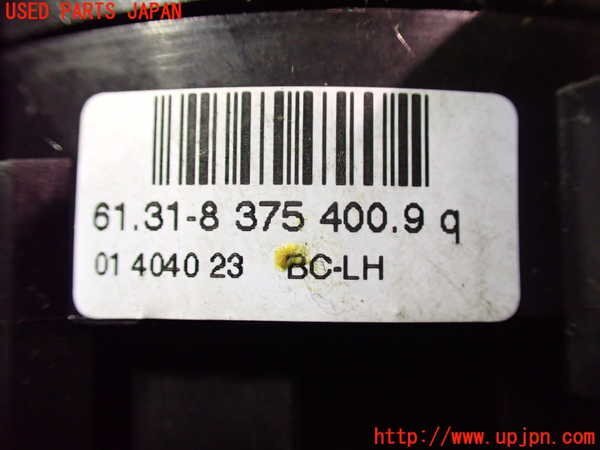 USED PARTS JAPAN
61.31-8 375 400.9 q
01 4040 23 BC-LH
http://www.upjpn.com/